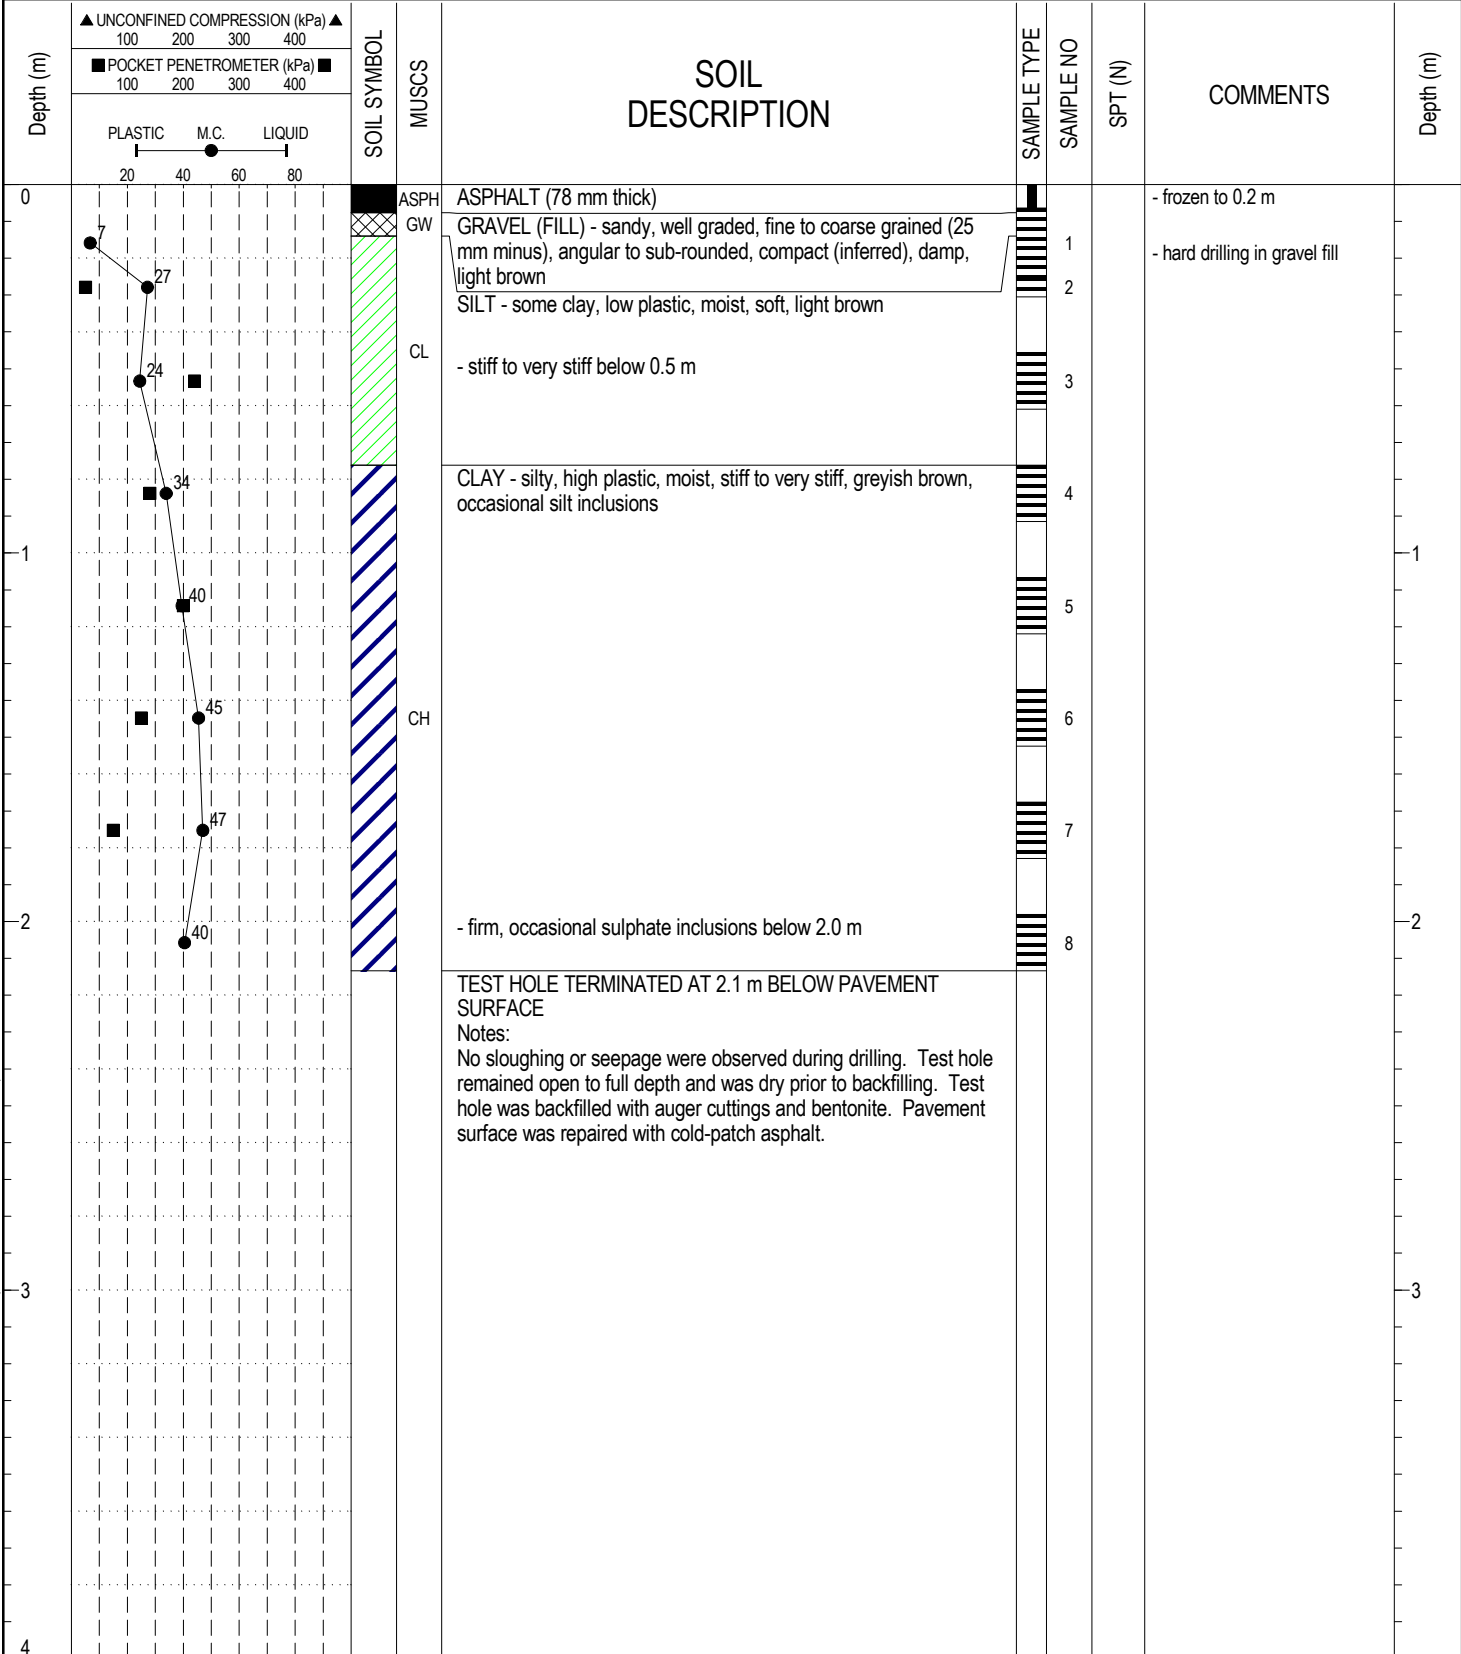 Depth (m)
▲ UNCONFINED COMPRESSION (kPa) ▲
100 200 300 400
■ POCKET PENETROMETER (kPa) ■
100 200 300 400
PLASTIC M.C. LIQUID
20 40 60 80
SOIL SYMBOL
MUSCS
SOIL
DESCRIPTION
SAMPLE TYPE
SAMPLE NO
SPT (N)
COMMENTS
Depth (m)
0
ASPH
ASPHALT (78 mm thick)
- frozen to 0.2 m
GW
GRAVEL (FILL) - sandy, well graded, fine to coarse grained (25
mm minus), angular to sub-rounded, compact (inferred), damp,
light brown
7
1
- hard drilling in gravel fill
27
2
SILT - some clay, low plastic, moist, soft, light brown
CL
- stiff to very stiff below 0.5 m
24
3
CLAY - silty, high plastic, moist, stiff to very stiff, greyish brown,
occasional silt inclusions
34
4
1
1
40
5
45
CH
6
47
7
2
- firm, occasional sulphate inclusions below 2.0 m
2
40
8
TEST HOLE TERMINATED AT 2.1 m BELOW PAVEMENT
SURFACE
Notes:
No sloughing or seepage were observed during drilling. Test hole
remained open to full depth and was dry prior to backfilling. Test
hole was backfilled with auger cuttings and bentonite. Pavement
surface was repaired with cold-patch asphalt.
3
3
4